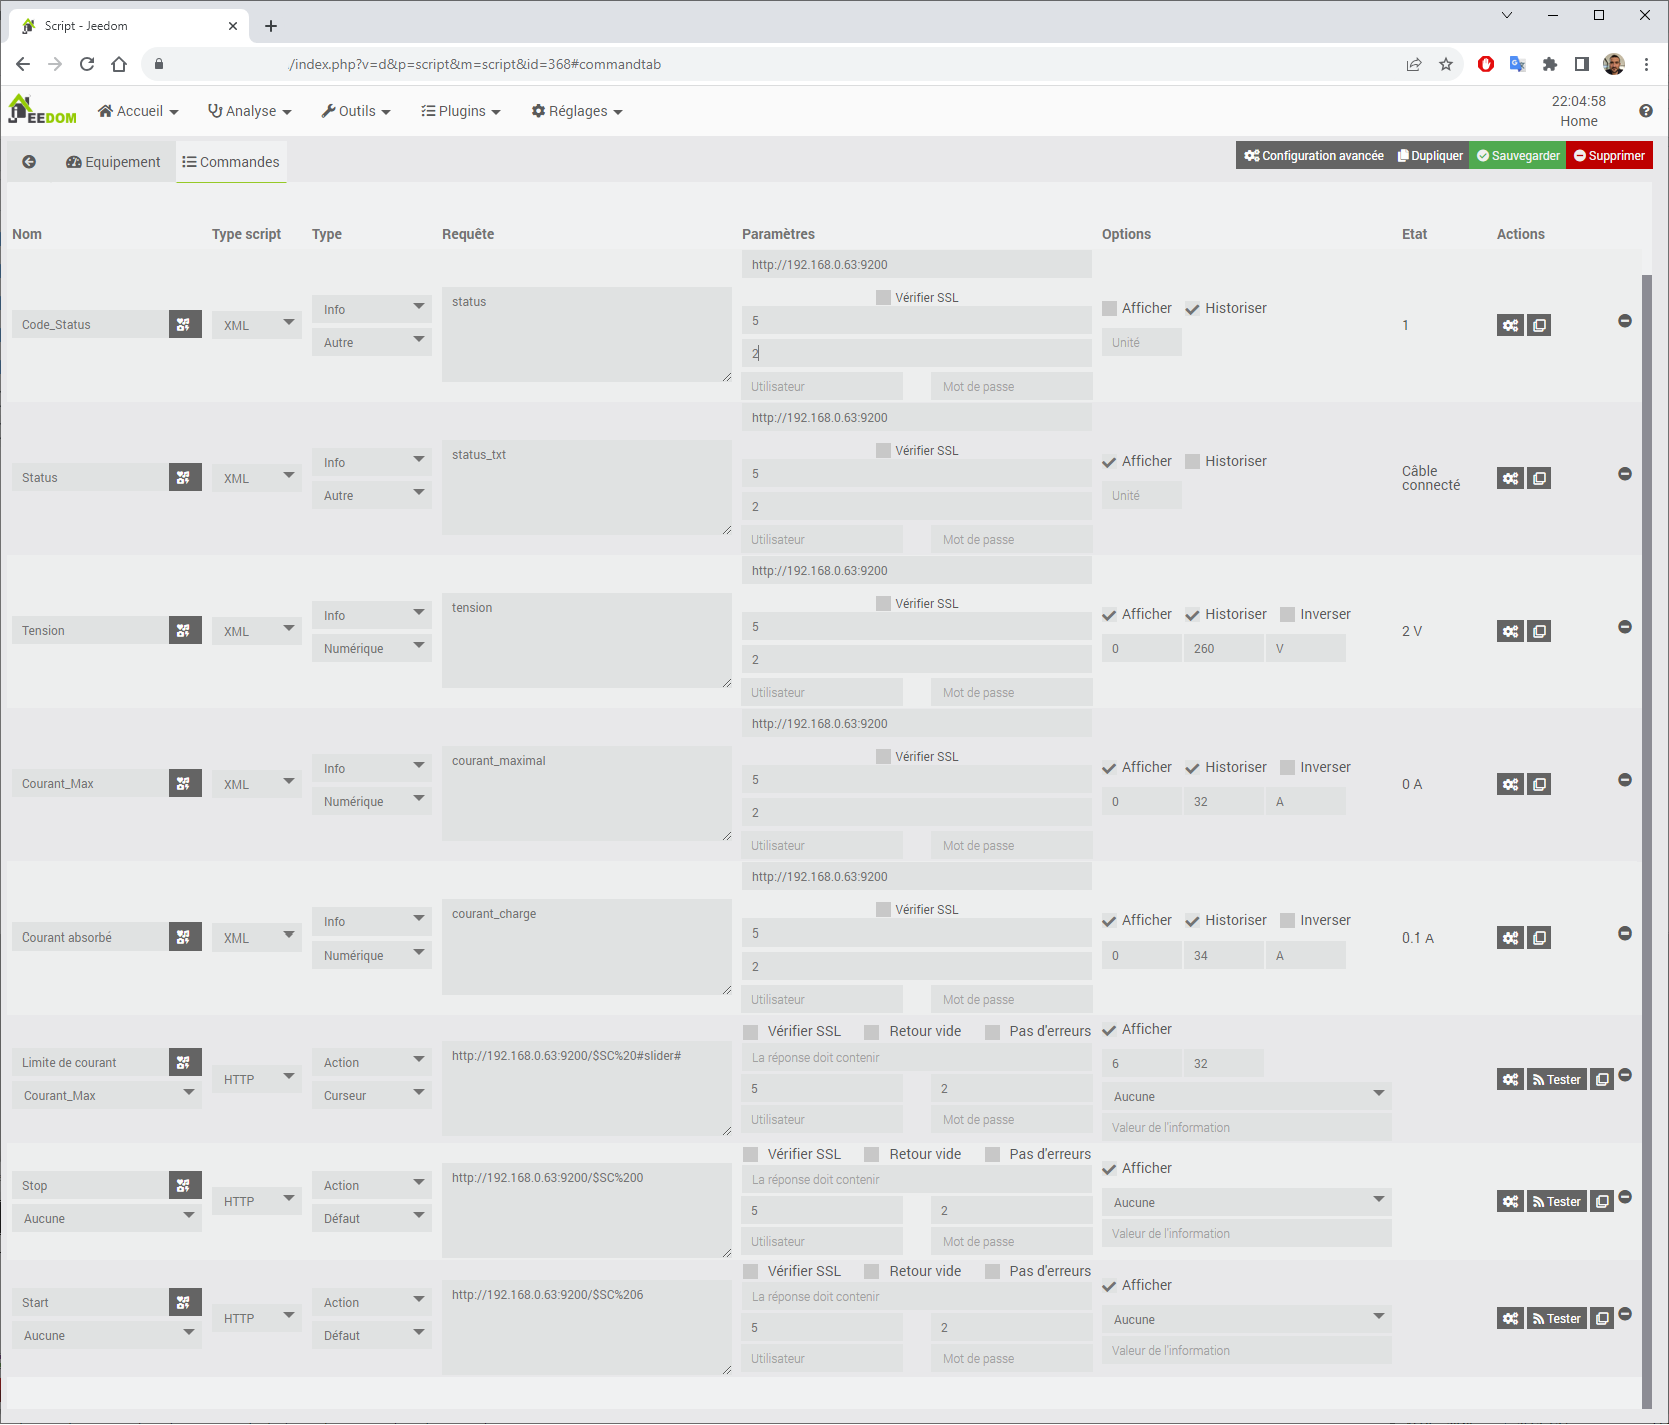 Script - Jeedom
/index.php?v=d&p=script&m=script&id=368#commandtab
JEEDOM Accueil Analyse Outils Plugins Réglages 22:04:58
Home
Equipement Commandes Configuration avancée Dupliquer Sauvegarder Supprimer
Nom Type script Type Requête Paramètres Options Etat Actions
http://192.168.0.63:9200
Code_Status XML Info status Vérifier SSL Afficher Historiser 1
5
Autre 2 Unité
Utilisateur Mot de passe
http://192.168.0.63:9200
Status XML Info status_txt Vérifier SSL Afficher Historiser Câble
connecté
5
Autre 2 Unité
Utilisateur Mot de passe
http://192.168.0.63:9200
Tension XML Info tension Vérifier SSL Afficher Historiser Inverser 2 V
5
Numérique 2 0 260 V
Utilisateur Mot de passe
http://192.168.0.63:9200
Courant_Max XML Info courant_maximal Vérifier SSL Afficher Historiser Inverser 0 A
5
Numérique 2 0 32 A
Utilisateur Mot de passe
http://192.168.0.63:9200
Courant absorbé XML Info courant_charge Vérifier SSL Afficher Historiser Inverser 0.1 A
5
Numérique 2 0 34 A
Utilisateur Mot de passe
Vérifier SSL Retour vide Pas d'erreurs Afficher
Limite de courant HTTP Action http://192.168.0.63:9200/$SC%20#slider# La réponse doit contenir 6 32 Tester
Courant_Max Curseur 5 2 Aucune
Utilisateur Mot de passe Valeur de l'information
Vérifier SSL Retour vide Pas d'erreurs Afficher
Stop HTTP Action http://192.168.0.63:9200/$SC%200 La réponse doit contenir Aucune Tester
Aucune Défaut 5 2
Utilisateur Mot de passe Valeur de l'information
Vérifier SSL Retour vide Pas d'erreurs Afficher
Start HTTP Action http://192.168.0.63:9200/$SC%206 La réponse doit contenir Aucune Tester
Aucune Défaut 5 2
Utilisateur Mot de passe Valeur de l'information